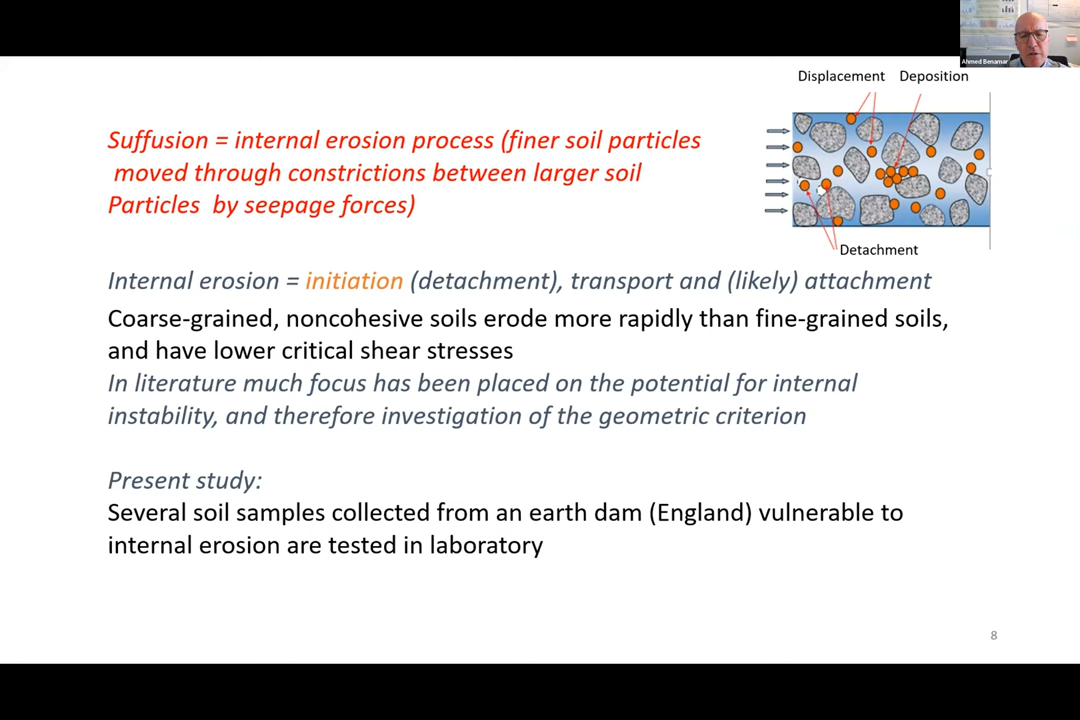 Ahmed Benamar
Displacement Deposition
Suffusion = internal erosion process (finer soil particles
moved through constrictions between larger soil
Particles by seepage forces)
Detachment
Internal erosion = initiation (detachment), transport and (likely) attachment
Coarse-grained, noncohesive soils erode more rapidly than fine-grained soils,
and have lower critical shear stresses
In literature much focus has been placed on the potential for internal
instability, and therefore investigation of the geometric criterion
Present study:
Several soil samples collected from an earth dam (England) vulnerable to
internal erosion are tested in laboratory
8